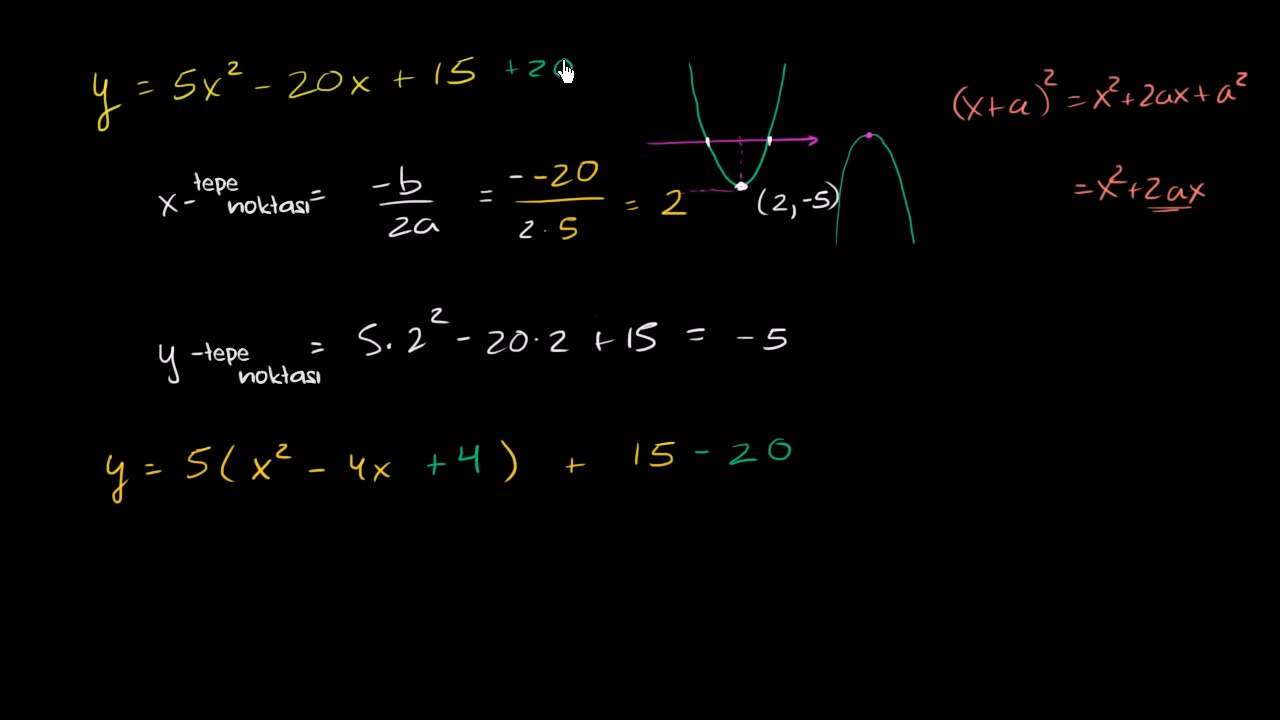 y = 5x² - 20x + 15 +20
(x+a)² = x²+2ax+a²
= x²+2ax
x-tepe noktası = -b/2a = - -20/2·5 = 2
(2,-5)
y-tepe noktası = 5·2² - 20·2 + 15 = -5
y = 5(x² - 4x +4) + 15 - 20